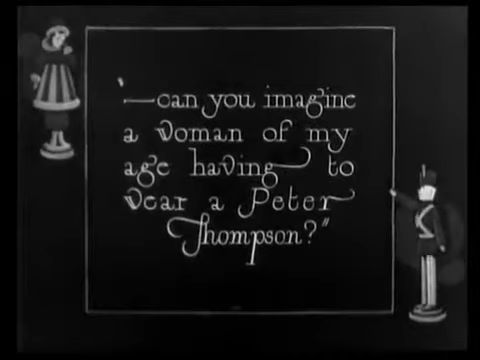 "—can you imagine
a woman of my
age having to
wear a Peter
Thompson?"